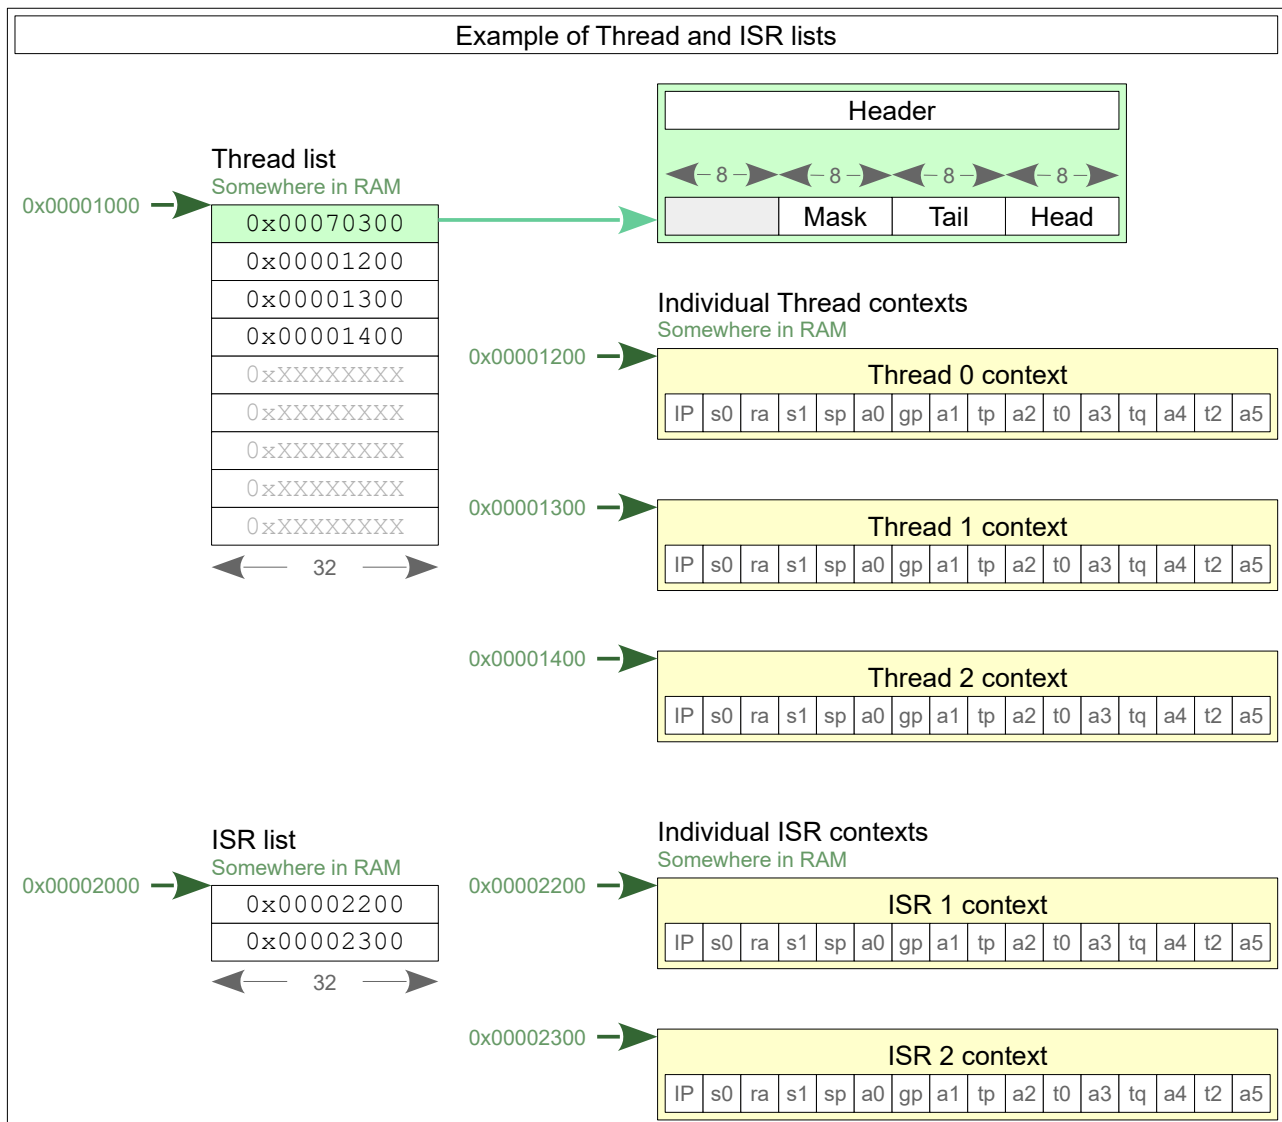 Example of Thread and ISR lists
Header
8 8 8 8
Mask Tail Head
Thread list
Somewhere in RAM
0x00001000
0x00070300
0x00001200
0x00001300
0x00001400
0xXXXXXXXX
0xXXXXXXXX
0xXXXXXXXX
0xXXXXXXXX
0xXXXXXXXX
32
Individual Thread contexts
Somewhere in RAM
0x00001200
Thread 0 context
IP s0 ra s1 sp a0 gp a1 tp a2 t0 a3 tq a4 t2 a5
0x00001300
Thread 1 context
IP s0 ra s1 sp a0 gp a1 tp a2 t0 a3 tq a4 t2 a5
0x00001400
Thread 2 context
IP s0 ra s1 sp a0 gp a1 tp a2 t0 a3 tq a4 t2 a5
ISR list
Somewhere in RAM
0x00002000
0x00002200
0x00002300
32
Individual ISR contexts
Somewhere in RAM
0x00002200
ISR 1 context
IP s0 ra s1 sp a0 gp a1 tp a2 t0 a3 tq a4 t2 a5
0x00002300
ISR 2 context
IP s0 ra s1 sp a0 gp a1 tp a2 t0 a3 tq a4 t2 a5